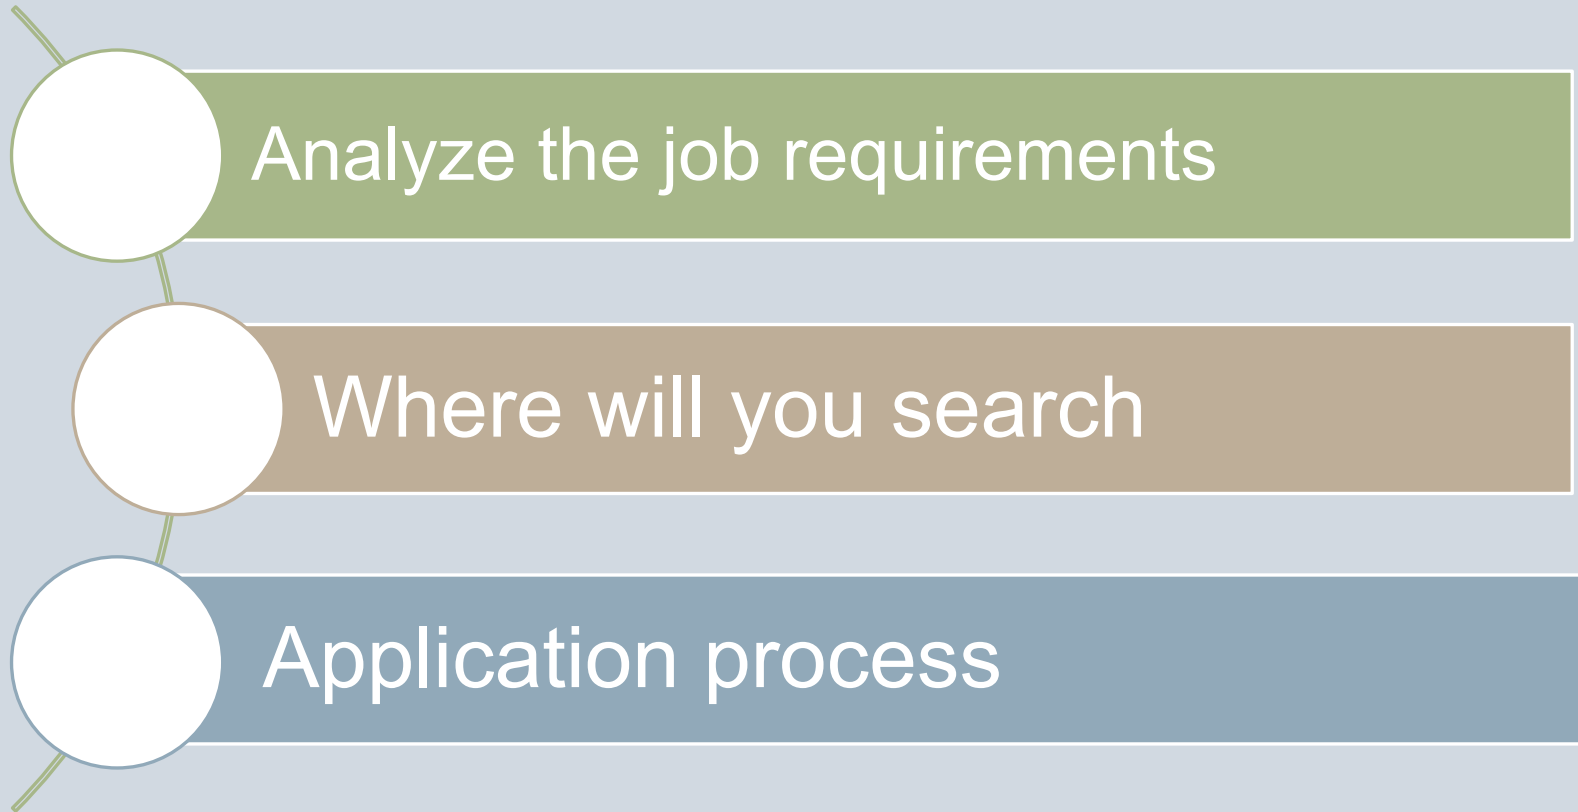 Analyze the job requirements
Where will you search
Application process